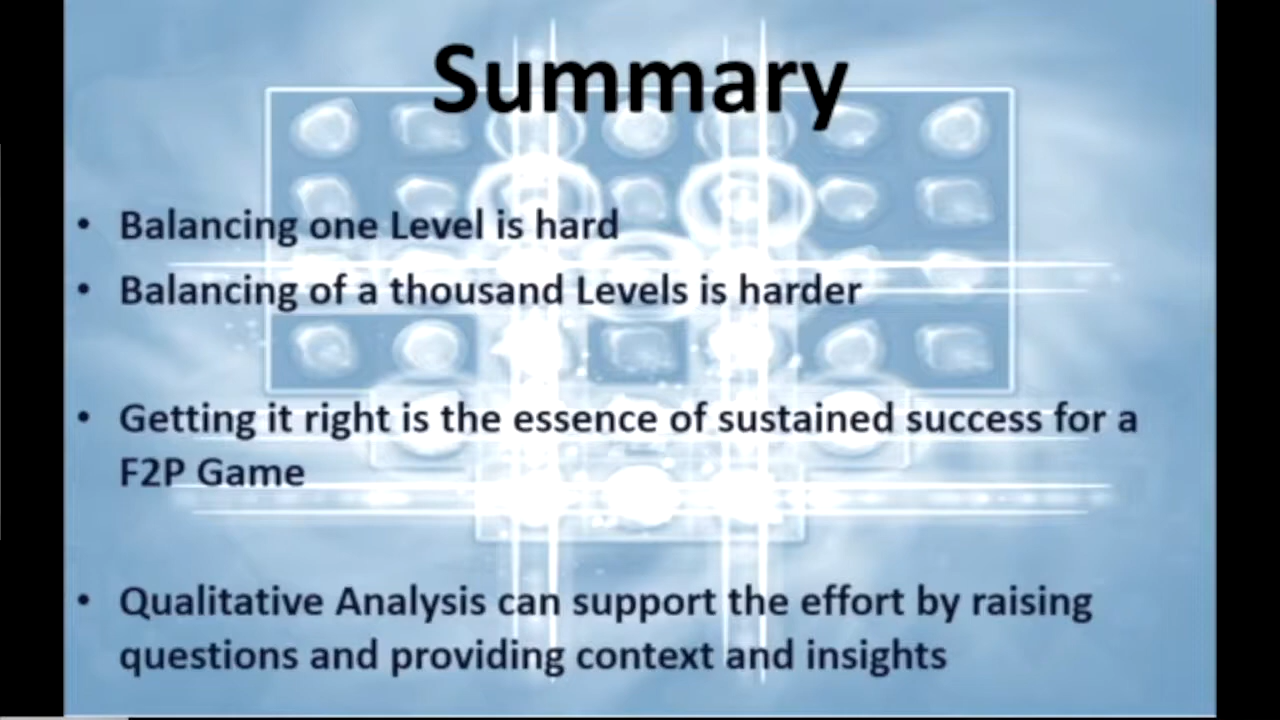 Summary
• Balancing one Level is hard
• Balancing of a thousand Levels is harder
• Getting it right is the essence of sustained success for a
F2P Game
• Qualitative Analysis can support the effort by raising
questions and providing context and insights